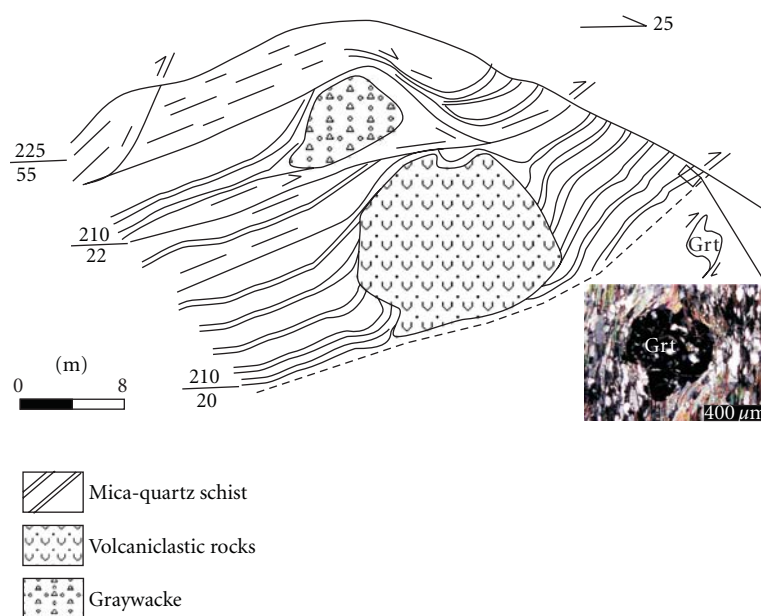 25
225
55
210
22
Grt
Grt
(m)
0 8
210
20
400 μm
Mica-quartz schist
Volcaniclastic rocks
Graywacke